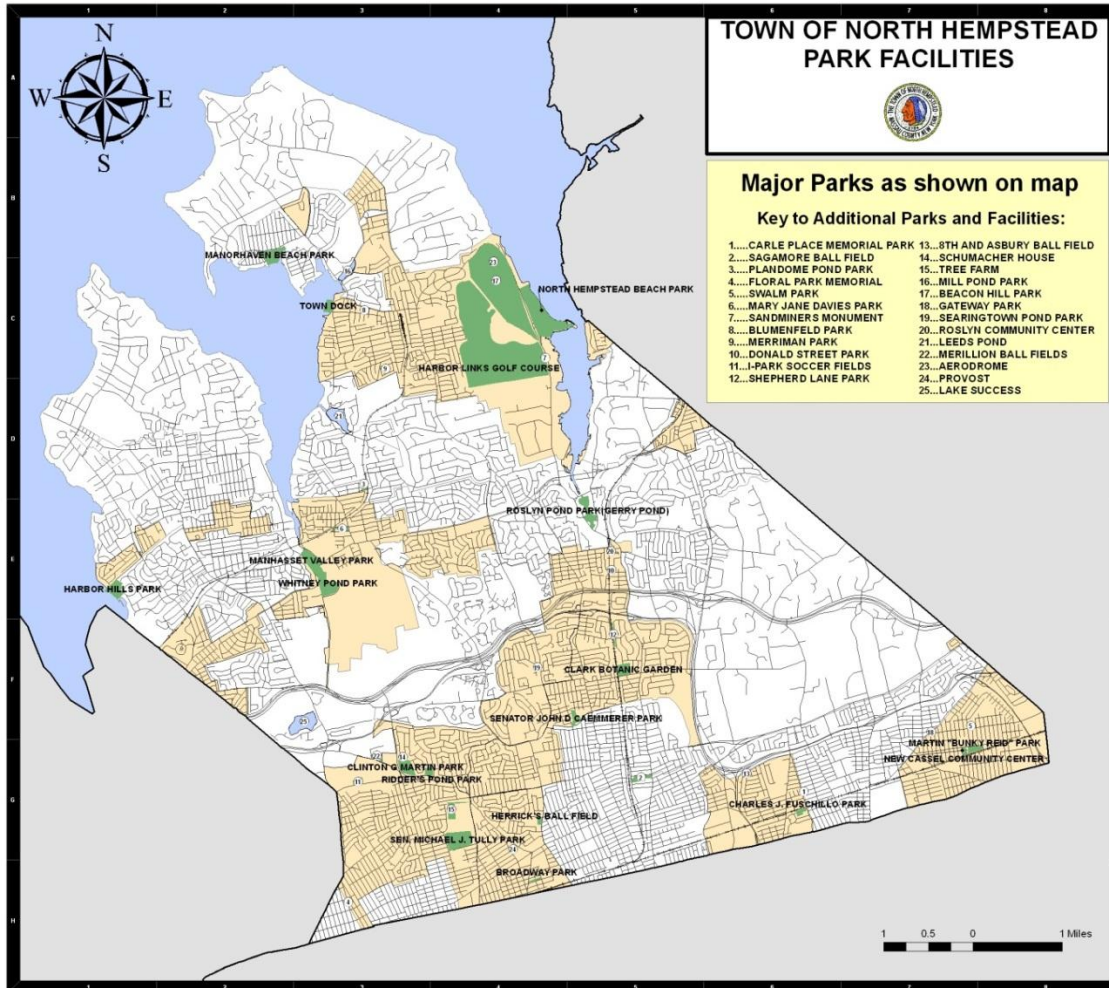 TOWN OF NORTH HEMPSTEAD
PARK FACILITIES
N
W E
S
Major Parks as shown on map
Key to Additional Parks and Facilities:
1.....CARLE PLACE MEMORIAL PARK 13...8TH AND ASBURY BALL FIELD
2.....SAGAMORE BALL FIELD 14...SCHUMACHER HOUSE
3.....PLANDOME POND PARK 15...TREE FARM
4.....FLORAL PARK MEMORIAL 16...MILL POND PARK
5.....SWALM PARK 17...BEACON HILL PARK
6.....MARY JANE DAVIES PARK 18...GATEWAY PARK
7.....SANDMINERS MONUMENT 19...SEARINGTOWN POND PARK
8.....BLUMENFELD PARK 20...ROSLYN COMMUNITY CENTER
9.....MERRIMAN PARK 21...LEEDS POND
10...DONALD STREET PARK 22...MERILLION BALL FIELDS
11...I-PARK SOCCER FIELDS 23...AERODROME
12...SHEPHERD LANE PARK 24...PROVOST
25...LAKE SUCCESS
MANORHAVEN BEACH PARK
NORTH HEMPSTEAD BEACH PARK
TOWN DOCK
HARBOR LINKS GOLF COURSE
ROSLYN POND PARK(GERRY POND)
MANHASSET VALLEY PARK
WHITNEY POND PARK
HARBOR HILLS PARK
CLARK BOTANIC GARDEN
SENATOR JOHN D CAEMMERER PARK
MARTIN "BUNKY REID" PARK
NEW CASSEL COMMUNITY CENTER
CLINTON G MARTIN PARK
RIDDER'S POND PARK
CHARLES J. FUSCHILLO PARK
HERRICK'S BALL FIELD
SEN. MICHAEL J. TULLY PARK
BROADWAY PARK
1 0.5 0 1 Miles